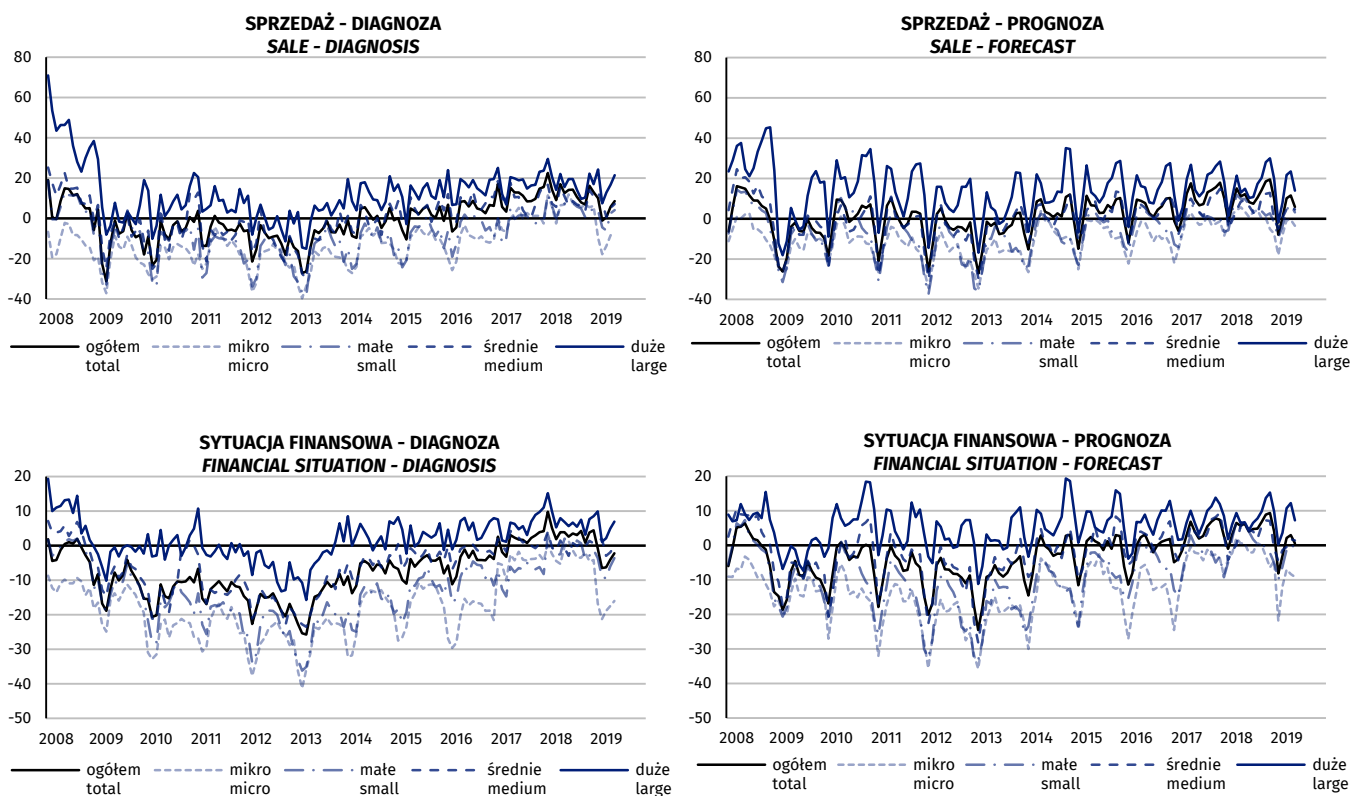 SPRZEDAŻ - DIAGNOZA
SALE - DIAGNOSIS
80
60
40
20
0
-20
-40
2008 2009 2010 2011 2012 2013 2014 2015 2016 2017 2018 2019
ogółem mikro małe średnie duże
total micro small medium large
SPRZEDAŻ - PROGNOZA
SALE - FORECAST
80
60
40
20
0
-20
-40
2008 2009 2010 2011 2012 2013 2014 2015 2016 2017 2018 2019
ogółem mikro małe średnie duże
total micro small medium large
SYTUACJA FINANSOWA - DIAGNOZA
FINANCIAL SITUATION - DIAGNOSIS
20
10
0
-10
-20
-30
-40
-50
2008 2009 2010 2011 2012 2013 2014 2015 2016 2017 2018 2019
ogółem mikro małe średnie duże
total micro small medium large
SYTUACJA FINANSOWA - PROGNOZA
FINANCIAL SITUATION - FORECAST
20
10
0
-10
-20
-30
-40
-50
2008 2009 2010 2011 2012 2013 2014 2015 2016 2017 2018 2019
ogółem mikro małe średnie duże
total micro small medium large